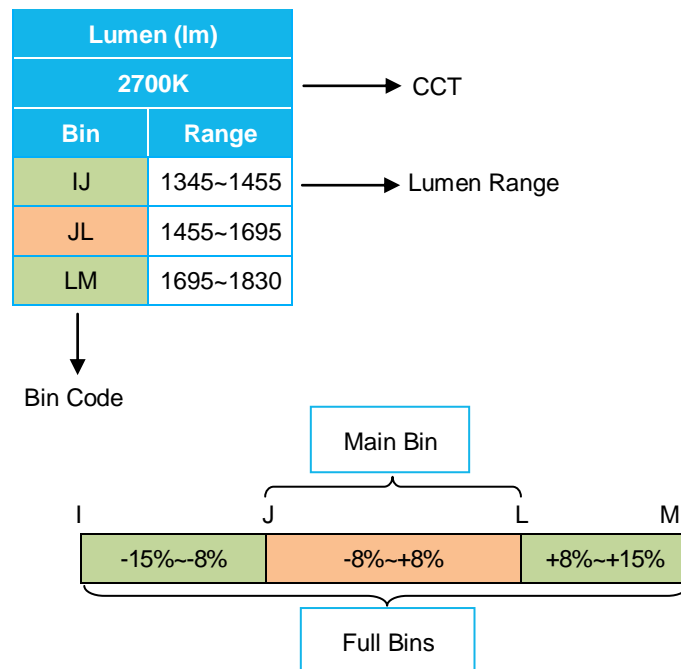 Lumen (lm)
2700K
CCT
Bin Range
IJ 1345~1455
Lumen Range
JL 1455~1695
LM 1695~1830
Bin Code
Main Bin
I J L M
-15%~-8% -8%~+8% +8%~+15%
Full Bins